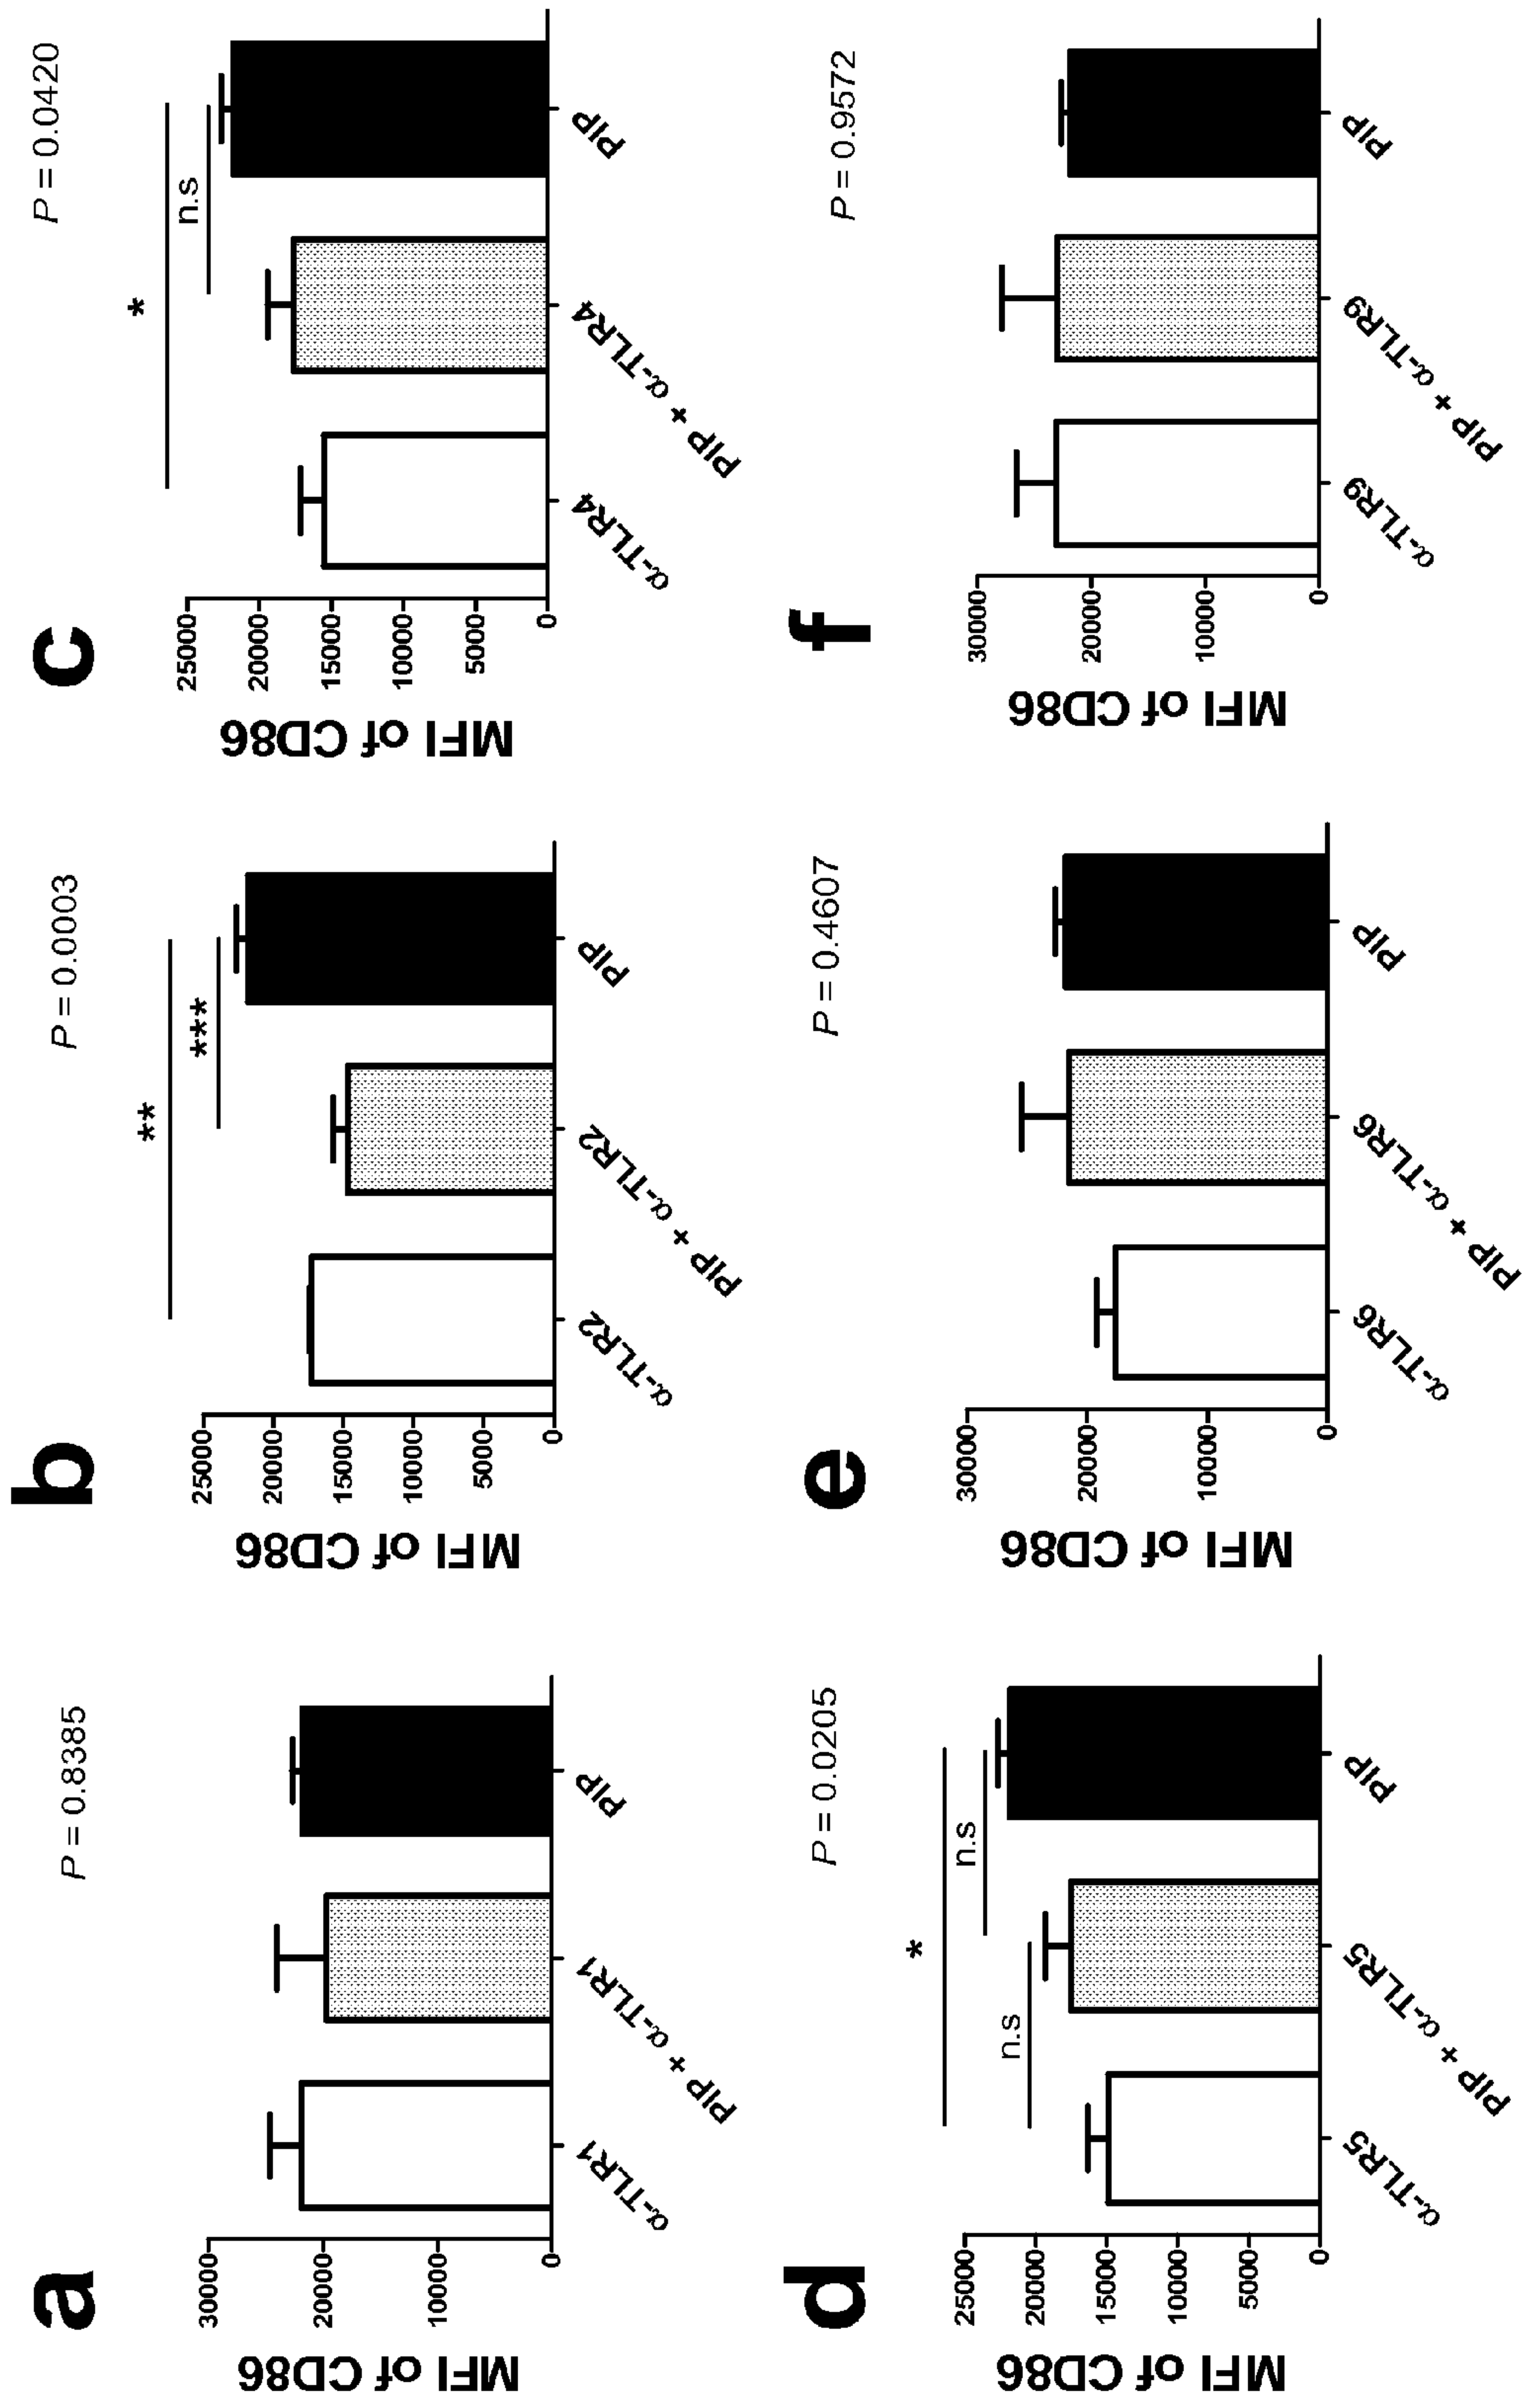 a
P = 0.8385
MFI of CD86
30000
20000
10000
0
α-TLR1
PIP + α-TLR1
PIP
b
P = 0.0003
**
***
MFI of CD86
25000
20000
15000
10000
5000
0
α-TLR2
PIP + α-TLR2
PIP
c
P = 0.0420
*
n.s
MFI of CD86
25000
20000
15000
10000
5000
0
α-TLR4
PIP + α-TLR4
PIP
d
P = 0.0205
*
n.s
n.s
MFI of CD86
25000
20000
15000
10000
5000
0
α-TLR5
PIP + α-TLR5
PIP
e
P = 0.4607
MFI of CD86
30000
20000
10000
0
α-TLR6
PIP + α-TLR6
PIP
f
P = 0.9572
MFI of CD86
30000
20000
10000
0
α-TLR9
PIP + α-TLR9
PIP